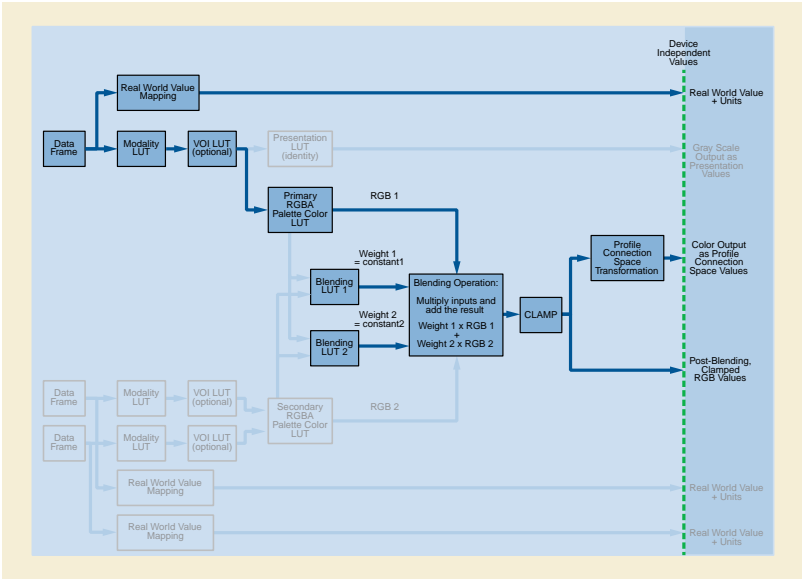 Device
Independent
Values
Real World Value
Mapping
Real World Value
+ Units
Data
Frame
Modality
LUT
VOI LUT
(optional)
Presentation
LUT
(identity)
Gray Scale
Output as
Presentation
Values
Primary
RGBA
Palette Color
LUT
RGB 1
Weight 1
= constant1
Blending
LUT 1
Weight 2
= constant2
Blending
LUT 2
Blending Operation:
Multiply inputs and
add the result
Weight 1 x RGB 1
+
Weight 2 x RGB 2
CLAMP
Profile
Connection
Space
Transformation
Color Output
as Profile
Connection
Space Values
Post-Blending,
Clamped
RGB Values
Data
Frame
Modality
LUT
VOI LUT
(optional)
Secondary
RGBA
Palette Color
LUT
RGB 2
Data
Frame
Modality
LUT
VOI LUT
(optional)
Real World Value
Mapping
Real World Value
+ Units
Real World Value
Mapping
Real World Value
+ Units